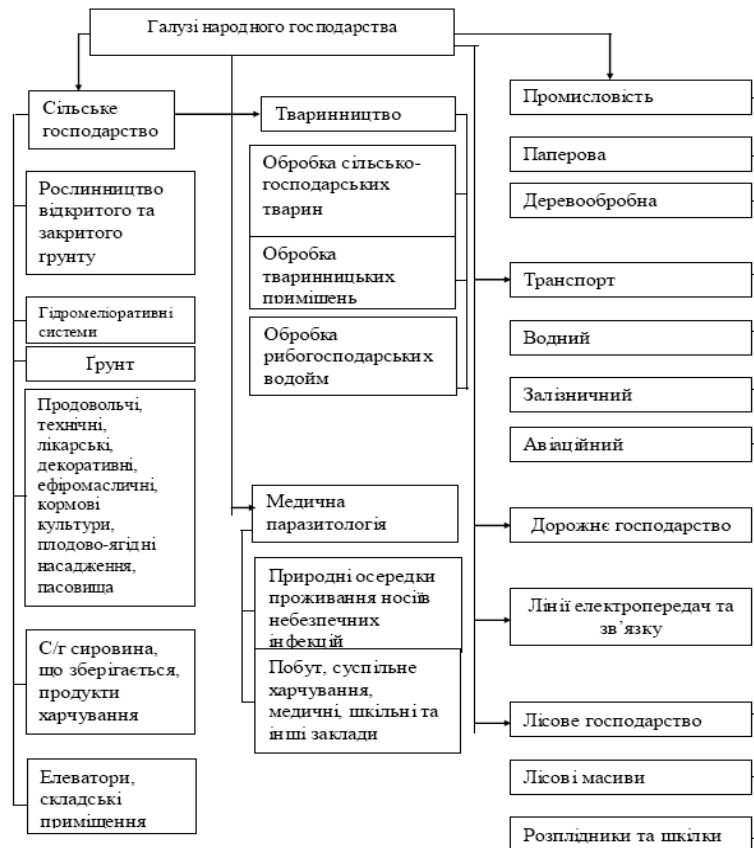 Галузі народного господарства
Сільське
господарство
Рослинництво
відкритого та
закритого
ґрунту
Гідромеліоративні
системи
Ґрунт
Продовольчі,
технічні,
лікарські,
декоративні,
ефіромасличні,
кормові
культури,
плодово-ягідні
насадження,
пасовища
С/г сировина,
що зберігається,
продукти
харчування
Елеватори,
складські
приміщення
Тваринництво
Обробка сільсько-
господарських
тварин
Обробка
тваринницьких
приміщень
Обробка
рибогосподарських
водойм
Медична
паразитологія
Природні осередки
проживання носіїв
небезпечних
інфекцій
Побут, суспільне
харчування,
медичні, шкільні та
інші заклади
Промисловість
Паперова
Деревообробна
Транспорт
Водний
Залізничний
Авіаційний
Дорожнє господарство
Лінії електропередач та
зв’язку
Лісове господарство
Лісові масиви
Розплідники та шкілки